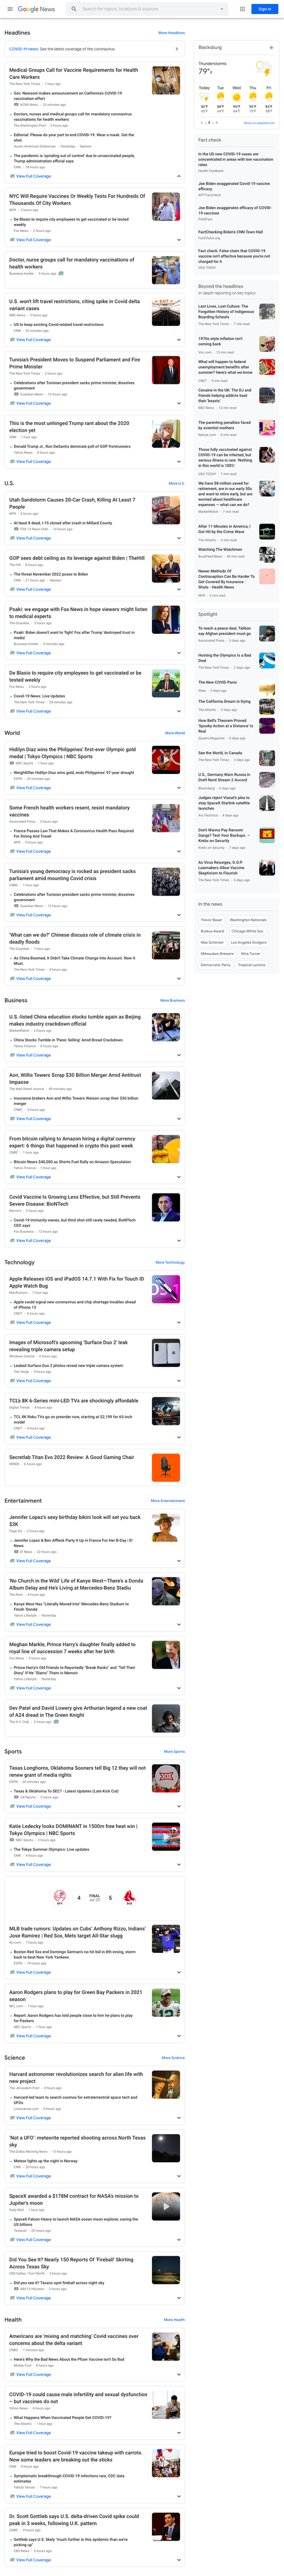 Google News
Search for topics, locations & sources
Sign in
Headlines
More Headlines
COVID-19 news: See the latest coverage of the coronavirus
Medical Groups Call for Vaccine Requirements for Health
Care Workers
The New York Times · 1 hour ago
Gov. Newsom makes announcement on California's COVID-19
vaccination effort
KCRA News · 53 minutes ago
Doctors, nurses and medical groups call for mandatory coronavirus
vaccinations for health workers
The Washington Post · 5 hours ago
Editorial: Please do your part to end COVID-19. Wear a mask. Get the
shot.
Austin American-Statesman · Yesterday · Opinion
The pandemic is 'spiraling out of control' due to unvaccinated people,
Trump administration official says
CNN · 18 hours ago
View Full Coverage
NYC Will Require Vaccines Or Weekly Tests For Hundreds Of
Thousands Of City Workers
NPR · 3 hours ago
De Blasio to require city employees to get vaccinated or be tested
weekly
Fox News · 2 hours ago
View Full Coverage
Doctor, nurse groups call for mandatory vaccinations of
health workers
Business Insider · 3 hours ago
U.S. won't lift travel restrictions, citing spike in Covid delta
variant cases
NBC News · 2 hours ago
US to keep existing Covid-related travel restrictions
CNN · 53 minutes ago
View Full Coverage
Tunisia's President Moves to Suspend Parliament and Fire
Prime Minister
The New York Times · 2 hours ago
Celebrations after Tunisian president sacks prime minister, dissolves
government
Guardian News · 12 hours ago
View Full Coverage
This is the most unhinged Trump rant about the 2020
election yet
CNN · 1 hour ago
Donald Trump Jr., Ron DeSantis dominate poll of GOP frontrunners
Yahoo News · 8 hours ago
View Full Coverage
U.S.
More U.S.
Utah Sandstorm Causes 20-Car Crash, Killing At Least 7
People
NPR · 5 hours ago
At least 8 dead, I-15 closed after crash in Millard County
FOX 13 News Utah · 14 hours ago
View Full Coverage
GOP sees debt ceiling as its leverage against Biden | TheHill
The Hill · 8 hours ago
The threat November 2022 poses to Biden
CNN · 21 hours ago · Opinion
View Full Coverage
Psaki: we engage with Fox News in hope viewers might listen
to medical experts
The Guardian · 3 hours ago
Psaki: Biden doesn't want to 'fight' Fox after Trump 'destroyed trust in
media'
Business Insider · 9 minutes ago
View Full Coverage
De Blasio to require city employees to get vaccinated or be
tested weekly
Fox News · 2 hours ago
Covid-19 News: Live Updates
The New York Times · 28 minutes ago
View Full Coverage
World
More World
Hidilyn Diaz wins the Philippines' first-ever Olympic gold
medal | Tokyo Olympics | NBC Sports
NBC Sports · 1 hour ago
Weightlifter Hidilyn Diaz wins gold, ends Philippines' 97-year drought
ESPN · 23 minutes ago
View Full Coverage
Some French health workers resent, resist mandatory
vaccines
Associated Press · 3 hours ago
France Passes Law That Makes A Coronavirus Health Pass Required
For Dining And Travel
NPR · 3 hours ago
View Full Coverage
Tunisia's young democracy is rocked as president sacks
parliament amid mounting Covid crisis
CNBC · 1 hour ago
Celebrations after Tunisian president sacks prime minister, dissolves
government
Guardian News · 12 hours ago
View Full Coverage
'What can we do?' Chinese discuss role of climate crisis in
deadly floods
The Guardian · 1 hour ago
As China Boomed, It Didn't Take Climate Change Into Account. Now It
Must.
The New York Times · 4 hours ago
View Full Coverage
Business
More Business
U.S.-listed China education stocks tumble again as Beijing
makes industry crackdown official
MarketWatch · 2 hours ago
China Stocks Tumble in 'Panic Selling' Amid Broad Crackdown
Yahoo Finance · 6 hours ago
View Full Coverage
Aon, Willis Towers Scrap $30 Billion Merger Amid Antitrust
Impasse
The Wall Street Journal · 49 minutes ago
Insurance brokers Aon and Willis Towers Watson scrap their $30 billion
merger
CNBC · 3 hours ago
View Full Coverage
From bitcoin rallying to Amazon hiring a digital currency
expert: 6 things that happened in crypto this past week
CNBC · 1 hour ago
Bitcoin Nears $40,000 as Shorts Fuel Rally on Amazon Speculation
Yahoo Finance · 1 hour ago
View Full Coverage
Covid Vaccine Is Growing Less Effective, but Still Prevents
Severe Disease: BioNTech
Barron's · 2 hours ago
Covid-19 immunity wanes, but third shot still rarely needed, BioNTech
CEO says
Fox Business · 12 hours ago
View Full Coverage
Technology
More Technology
Apple Releases iOS and iPadOS 14.7.1 With Fix for Touch ID
Apple Watch Bug
MacRumors · 1 hour ago
Apple could signal new coronavirus and chip shortage troubles ahead
of iPhone 13
CNET · 6 hours ago
View Full Coverage
Images of Microsoft's upcoming 'Surface Duo 2' leak
revealing triple camera setup
Windows Central · 6 hours ago
Leaked Surface Duo 2 photos reveal new triple camera system
The Verge · 5 hours ago
View Full Coverage
TCL's 8K 6-Series mini-LED TVs are shockingly affordable
Digital Trends · 4 hours ago
TCL 8K Roku TVs go on preorder now, starting at $2,199 for 65-inch
model
CNET · 4 hours ago
View Full Coverage
Secretlab Titan Evo 2022 Review: A Good Gaming Chair
WIRED · 6 hours ago
Entertainment
More Entertainment
Jennifer Lopez's sexy birthday bikini look will set you back
$3K
Page Six · 2 hours ago
Jennifer Lopez & Ben Affleck Party It Up in France For Her B-Day | E!
News
E! News · 22 hours ago
View Full Coverage
'No Church in the Wild' Life of Kanye West—There's a Donda
Album Delay and He's Living at Mercedes-Benz Stadiu
The Root · 4 hours ago
Kanye West Has "Literally Moved Into" Mercedes-Benz Stadium to
Finish 'Donda'
Yahoo Lifestyle · Yesterday
View Full Coverage
Meghan Markle, Prince Harry's daughter finally added to
royal line of succession 7 weeks after her birth
Fox News · 3 hours ago
Prince Harry's Old Friends to Reportedly "Break Ranks" and "Tell Their
Story" If He "Slams" Them in Memoir
Yahoo Lifestyle · Yesterday
View Full Coverage
Dev Patel and David Lowery give Arthurian legend a new coat
of A24 dread in The Green Knight
The A.V. Club · 3 hours ago
Sports
More Sports
Texas Longhorns, Oklahoma Sooners tell Big 12 they will not
renew grant of media rights
ESPN · 20 minutes ago
Texas & Oklahoma To SEC? - Latest Updates (Late Kick Cut)
247Sports · 5 hours ago
View Full Coverage
Katie Ledecky looks DOMINANT in 1500m free heat win |
Tokyo Olympics | NBC Sports
NBC Sports · 3 hours ago
The Tokyo Summer Olympics: Live updates
CNN · 4 hours ago
View Full Coverage
4
FINAL
Jul 25
5
NYY
BOS
MLB trade rumors: Updates on Cubs' Anthony Rizzo, Indians'
Jose Ramirez | Red Sox, Mets target All-Star slugg
NJ.com · 7 hours ago
Boston Red Sox end Domingo German's no-hit bid in 8th inning, storm
back to beat New York Yankees
ESPN · 19 hours ago
View Full Coverage
Aaron Rodgers plans to play for Green Bay Packers in 2021
season
NFL.com · 1 hour ago
Report: Aaron Rodgers has told people close to him he plans to play
for Packers
NBC Sports · 1 hour ago
View Full Coverage
Science
More Science
Harvard astronomer revolutionizes search for alien life with
new project
The Jerusalem Post · 3 hours ago
Harvard-led team to search cosmos for extraterrestrial space tech and
UFOs
Livescience.com · 4 hours ago
View Full Coverage
'Not a UFO': meteorite reported shooting across North Texas
sky
The Dallas Morning News · 13 hours ago
Meteor lights up the night in Norway
CNN · 20 hours ago
View Full Coverage
SpaceX awarded a $178M contract for NASA's mission to
Jupiter's moon
Daily Mail · 1 hour ago
SpaceX Falcon Heavy to launch NASA ocean moon explorer, saving the
US billions
Teslarati · 20 hours ago
View Full Coverage
Did You See It? Nearly 150 Reports Of 'Fireball' Skirting
Across Texas Sky
CBS Dallas / Fort Worth · 3 hours ago
Did you see it? Texans spot fireball across night sky
ABC13 Houston · 2 hours ago
View Full Coverage
Health
More Health
Americans are 'mixing and matching' Covid vaccines over
concerns about the delta variant
CNBC · 7 minutes ago
Here's Why the Bad News About the Pfizer Vaccine Isn't So Bad
Motley Fool · 8 hours ago
View Full Coverage
COVID-19 could cause male infertility and sexual dysfunction
– but vaccines do not
Yahoo News · 6 hours ago
What Happens When Vaccinated People Get COVID-19?
The Atlantic · 1 hour ago
View Full Coverage
Europe tried to boost Covid-19 vaccine takeup with carrots.
Now some leaders are breaking out the sticks
CNN · 8 hours ago
Symptomatic breakthrough COVID-19 infections rare, CDC data
estimates
Yahoo! Voices · 7 hours ago
View Full Coverage
Dr. Scott Gottlieb says U.S. delta-driven Covid spike could
peak in 3 weeks, following U.K. pattern
CNBC · 4 hours ago
Gottlieb says U.S. likely "much further in this epidemic than we're
picking up"
CBS News · 9 hours ago
View Full Coverage
Blacksburg
Thunderstorms
79°F
Today
Tue
Wed
Thu
Fri
C | F | K
More on weather.com
Fact check
In the US new COVID-19 cases are
concentrated in areas with low vaccination
rates
Health Feedback
Joe Biden exaggerated Covid 19 vaccine
efficacy
AFP Factcheck
Joe Biden exaggerates efficacy of COVID-
19 vaccines
PolitiFact
FactChecking Biden's CNN Town Hall
FactCheck.org
Fact check: False claim that COVID-19
vaccine isn't effective because you're not
charged for it
USA TODAY
Beyond the headlines
In-depth reporting on key topics
Lost Lives, Lost Culture: The
Forgotten History of Indigenous
Boarding Schools
The New York Times · 7 min read
1970s-style inflation isn't
coming back
Vox.com · 15 min read
What will happen to federal
unemployment benefits after
summer? Here's what we know
CNET · 9 min read
Cocaine in the UK: The DJ and
friends helping addicts beat
their 'beasts'
BBC News · 12 min read
The parenting penalties faced
by scientist mothers
Nature.com · 9 min read
Those fully vaccinated against
COVID-19 can be infected, but
serious illness is rare: 'Nothing
in this world is 100%'
USA TODAY · 7 min read
We have $8 million saved for
retirement, are in our early 50s
and want to retire early, but are
worried about healthcare
expenses — what can we do?
MarketWatch · 7 min read
After 11 Minutes in America, I
Got Hit by the Crime Wave
The Atlantic · 6 min read
Watching The Watchmen
BuzzFeed News · 45 min read
Newer Methods Of
Contraception Can Be Harder To
Get Covered By Insurance :
Shots - Health News
NPR · 6 min read
Spotlight
To reach a peace deal, Taliban
say Afghan president must go
Associated Press · 3 days ago
Hosting the Olympics Is a Bad
Deal
The New York Times · 3 days ago
The New COVID Panic
Slate · 3 days ago
The California Dream Is Dying
The Atlantic · 5 days ago
How Bell's Theorem Proved
'Spooky Action at a Distance' Is
Real
Quanta Magazine · 6 days ago
See the World, in Canada
The New York Times · 3 days ago
U.S., Germany Warn Russia in
Draft Nord Stream 2 Accord
Bloomberg · 6 days ago
Judges reject Viasat's plea to
stop SpaceX Starlink satellite
launches
Ars Technica · 4 days ago
Don't Wanna Pay Ransom
Gangs? Test Your Backups. –
Krebs on Security
Krebs on Security · 7 days ago
As Virus Resurges, G.O.P.
Lawmakers Allow Vaccine
Skepticism to Flourish
The New York Times · 6 days ago
In the news
Trevor Bauer
Washington Nationals
Burkus Award
Chicago White Sox
Max Scherzer
Los Angeles Dodgers
Milwaukee Brewers
Nina Turner
Democratic Party
Tropical cyclone